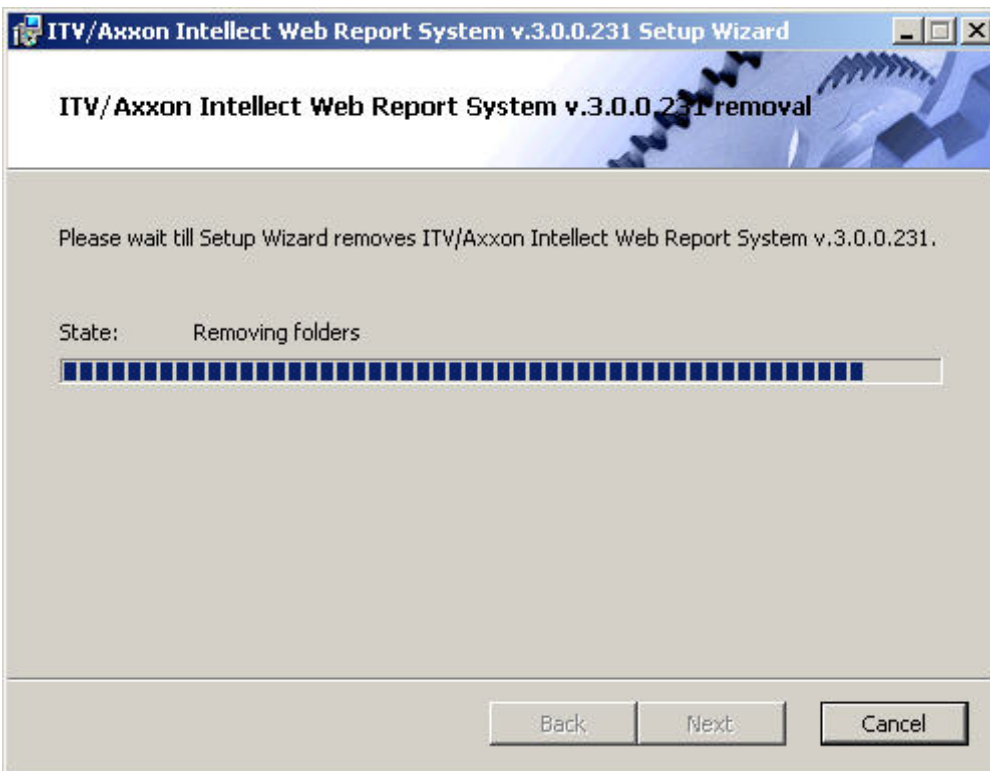 ITV/Axxon Intellect Web Report System v.3.0.0.231 Setup Wizard
ITV/Axxon Intellect Web Report System v.3.0.0.231 removal
Please wait till Setup Wizard removes ITV/Axxon Intellect Web Report System v.3.0.0.231.
State: Removing folders
Back Next Cancel